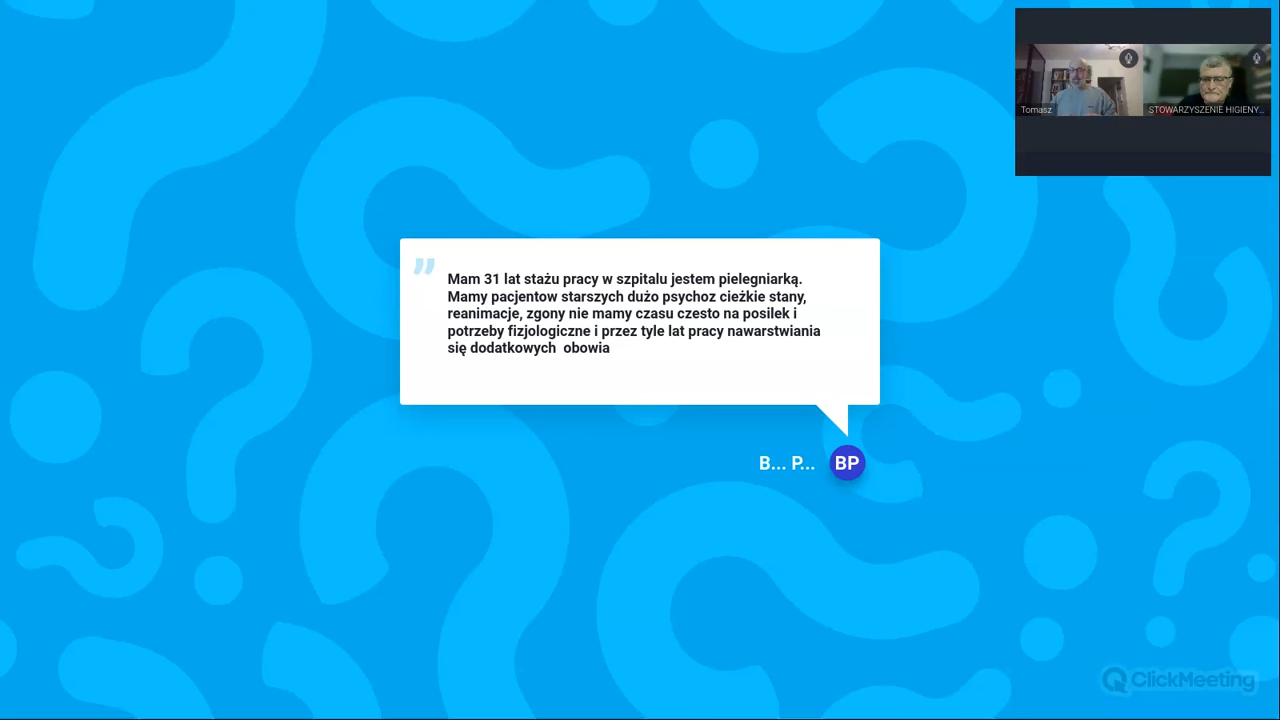 Tomasz
STOWARZYSZENIE HIGIENY...
Mam 31 lat stażu pracy w szpitalu jestem pielegniarką.
Mamy pacjentow starszych dużo psychoz cieżkie stany,
reanimacje, zgony nie mamy czasu czesto na posilek i
potrzeby fizjologiczne i przez tyle lat pracy nawarstwiania
się dodatkowych  obowia
B... P...
BP
ClickMeeting